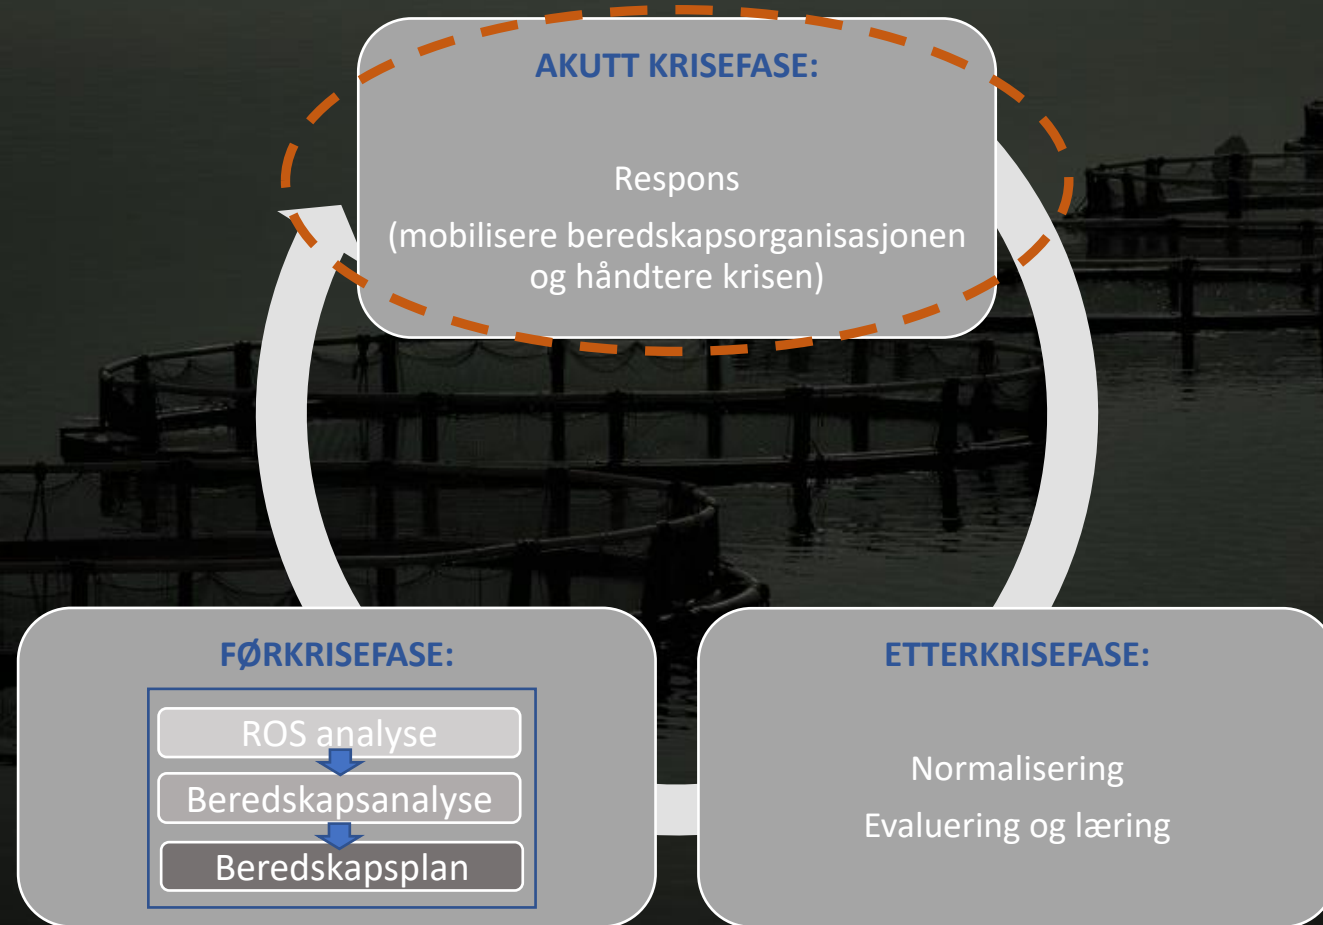 AKUTT KRISEFASE:
Respons
(mobilisere beredskapsorganisasjonen
og håndtere krisen)
FØRKRISEFASE:
ROS analyse
Beredskapsanalyse
Beredskapsplan
ETTERKRISEFASE:
Normalisering
Evaluering og læring